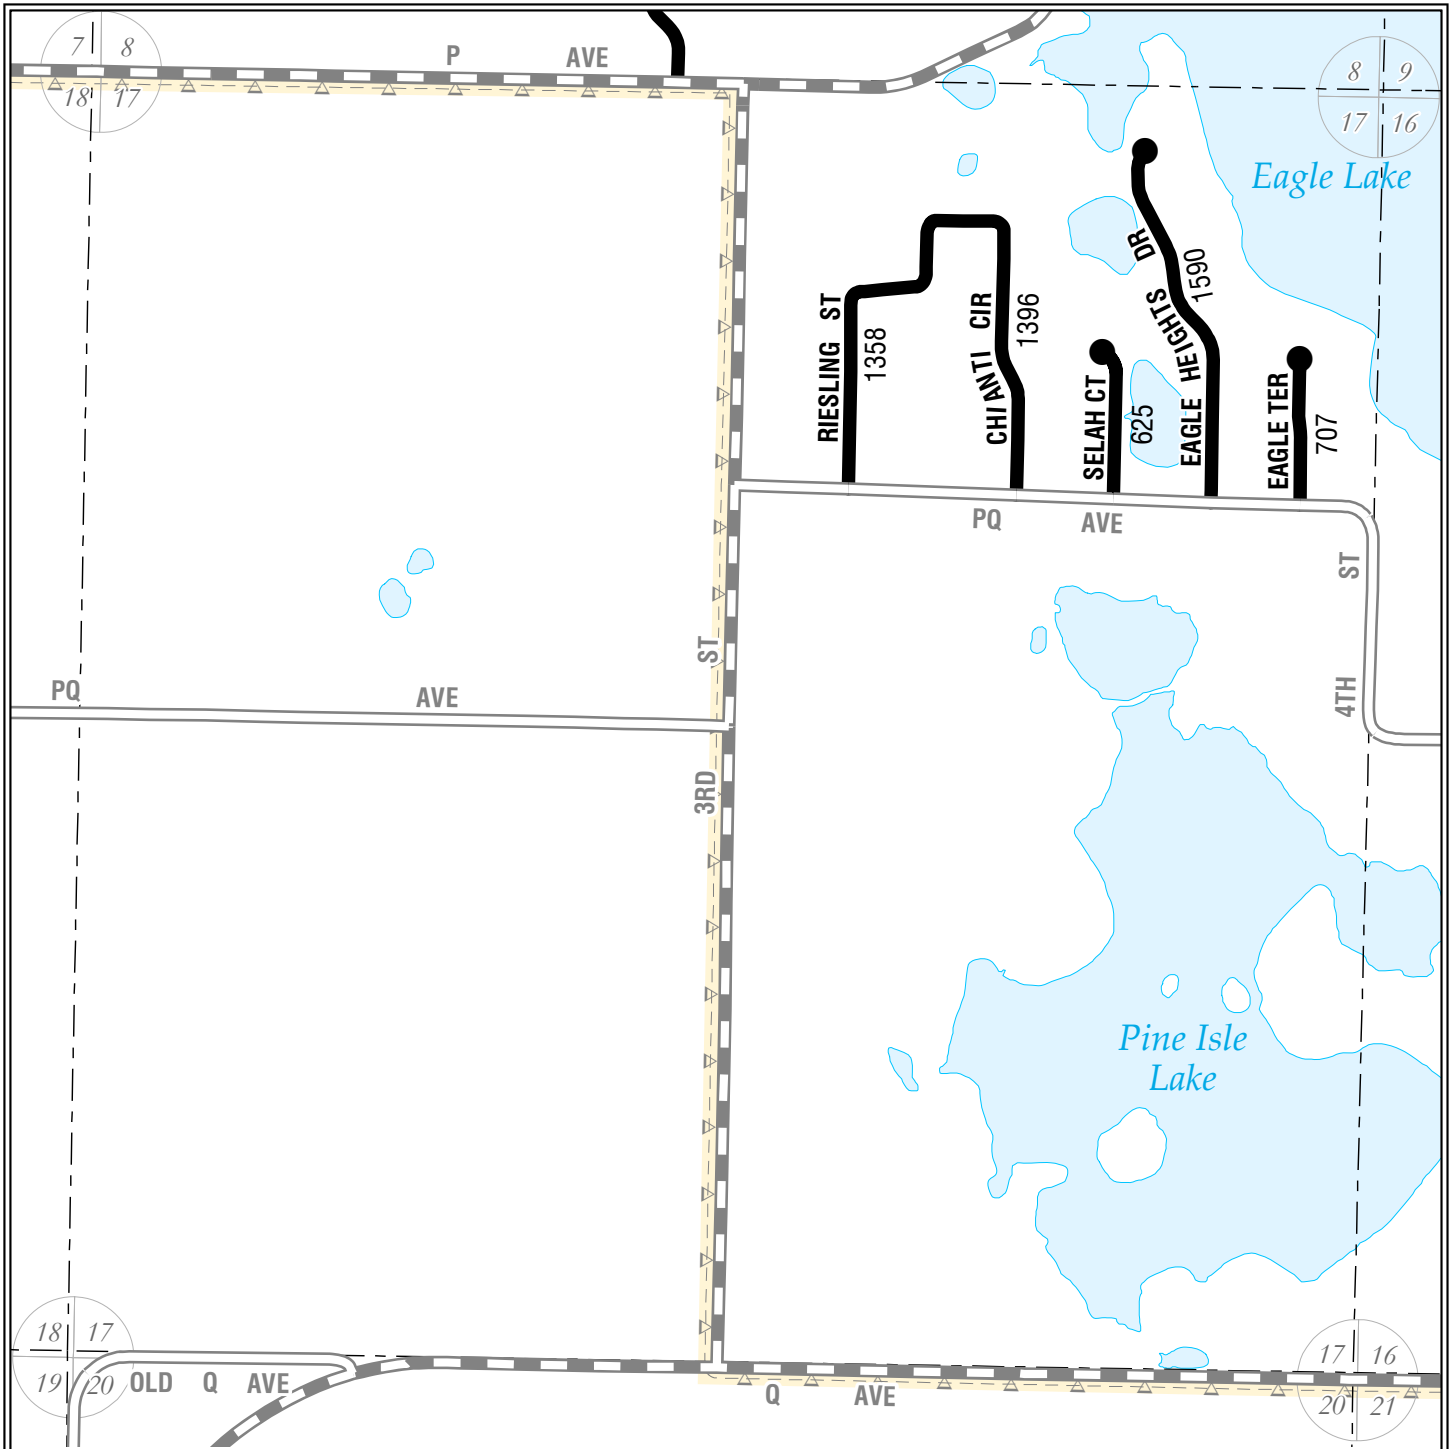 7 8
18 17
P AVE
8 9
17 16
Eagle Lake
RIESLING ST
1358
CHIANTI CIR
1396
SELAH CT
625
EAGLE HEIGHTS DR
1590
EAGLE TER
707
PQ AVE
4TH ST
PQ AVE
3RD ST
Pine Isle
Lake
18 17
19 20
OLD Q AVE
Q AVE
17 16
20 21